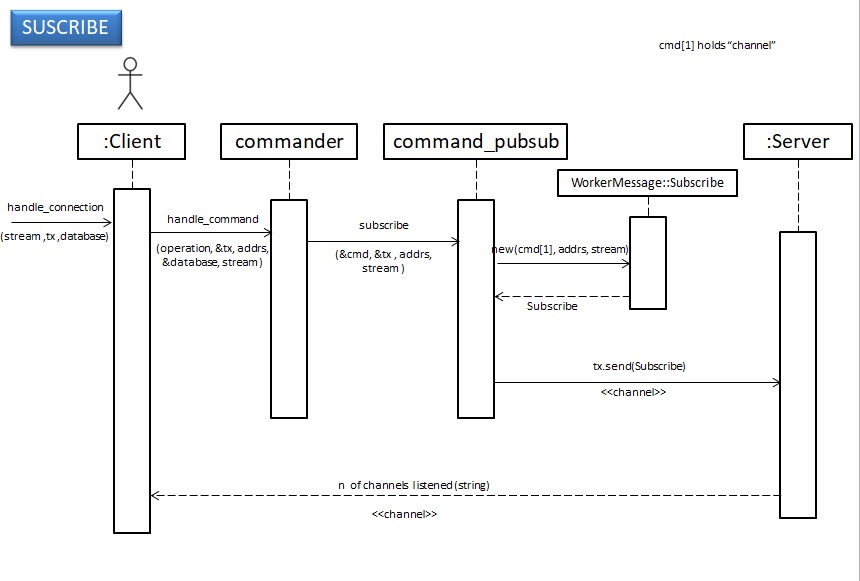 SUSCRIBE
cmd[1] holds “channel”
:Client
commander
command_pubsub
:Server
WorkerMessage::Subscribe
handle_connection
(stream ,tx ,database)
handle_command
(operation, &tx, addrs,
&database, stream )
subscribe
(&cmd, &tx , addrs,
stream )
new(cmd[1], addrs, stream)
Subscribe
tx.send(Subscribe)
<<channel>>
n of channels listened (string)
<<channel>>